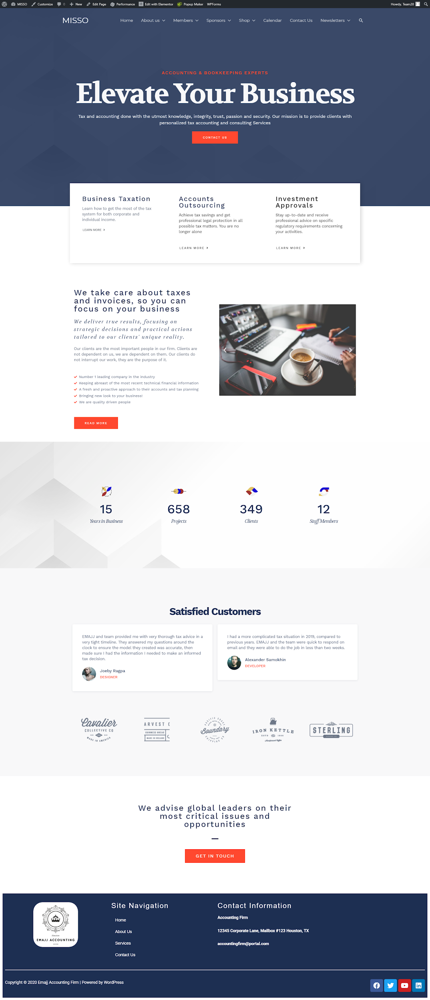 MISSO Customize 0 New Edit Page Performance Edit with Elementor Popup Maker WPForms Howdy, Team20
MISSO Home About us Members Sponsors Shop Calendar Contact Us Newsletters
ACCOUNTING & BOOKKEEPING EXPERTS
Elevate Your Business
Tax and accounting done with the utmost knowledge, integrity, trust, passion and security. Our mission is to provide clients with
personalized tax accounting and consulting Services
CONTACT US
Business Taxation
Learn how to get the most of the tax
system for both corporate and
individual income.
LEARN MORE
Accounts
Outsourcing
Achieve tax savings and get
professional legal protection in all
possible tax matters. You are no
longer alone
LEARN MORE
Investment
Approvals
Stay up-to-date and receive
professional advice on specific
regulatory requirements concerning
your activities.
LEARN MORE
We take care about taxes
and invoices, so you can
focus on your business
We deliver true results, focusing on
strategic decisions and practical actions
tailored to our clients' unique reality.
Our clients are the most important people in our firm. Clients are
not dependent on us, we are dependent on them. Our clients do
not interrupt our work, they are the purpose of it.
Number 1 leading company in the industry
Keeping abreast of the most recent technical financial information
A fresh and proactive approach to their accounts and tax planning
Bringing new look to your business!
We are quality driven people
READ MORE
15
Years in Business
658
Projects
349
Clients
12
Staff Members
Satisfied Customers
EMAJJ and team provided me with very thorough tax advice in a
very tight timeline. They answered my questions around the
clock to ensure the model they created was accurate, then
made sure I had the information I needed to make an informed
tax decision.
Joeby Ragpa
DESIGNER
I had a more complicated tax situation in 2019, compared to
previous years. EMAJJ and the team were quick to respond on
email and they were able to do the job in less than two weeks.
Alexander Samokhin
DEVELOPER
Cavalier
COLLECTIVE CO
MADE IN AMERICA
ARVEST
GUINNESS BREAD
MADE IN IRELAND
PACIFIC COAST
Boundary
SHIPPING CO
IRON KETTLE
ESTD 1866
Hardground Coffee
STERLING
We advise global leaders on their
most critical issues and
opportunities
GET IN TOUCH
Houston
EMAJJ ACCOUNTING
2009
Site Navigation
Home
About Us
Services
Contact Us
Contact Information
Accounting Firm
12345 Corporate Lane, Mailbox #123 Houston, TX
accountingfirm@portal.com
Copyright © 2020 Emajj Accounting Firm | Powered by WordPress